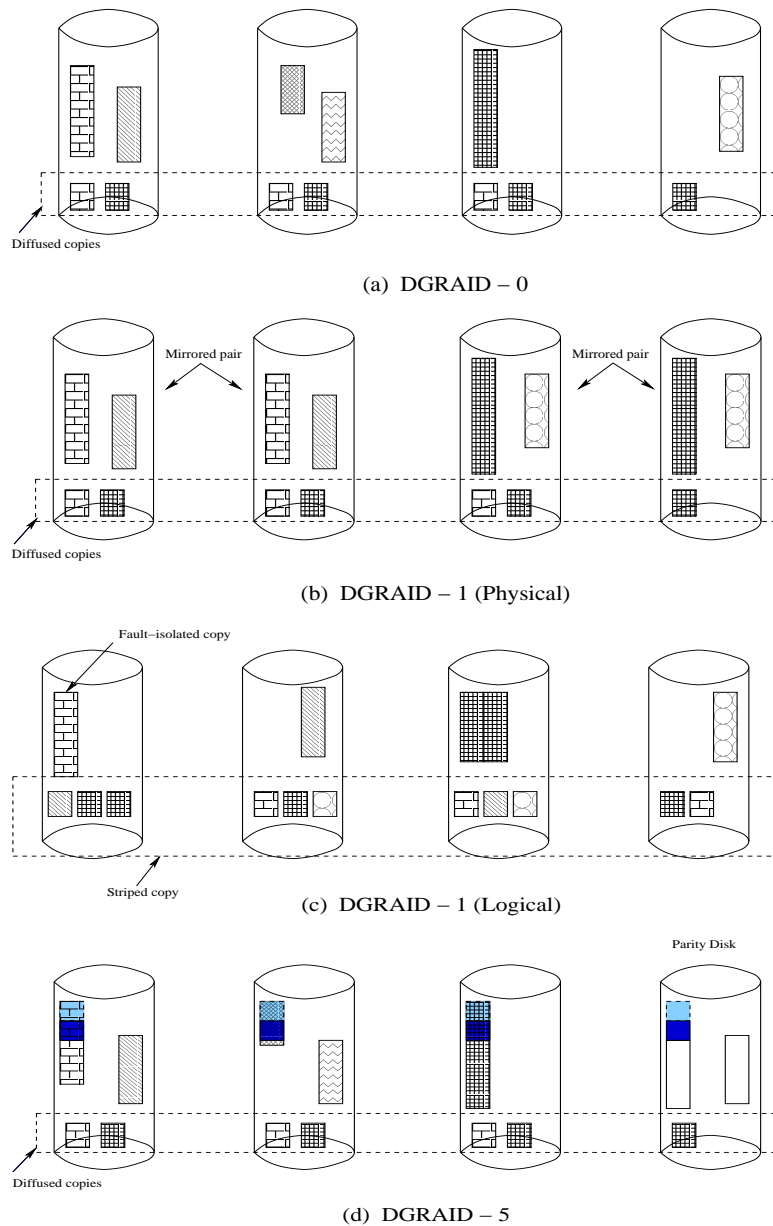 Diffused copies
(a) DGRAID – 0
Mirrored pair
Mirrored pair
Diffused copies
(b) DGRAID – 1 (Physical)
Fault–isolated copy
Striped copy
(c) DGRAID – 1 (Logical)
Parity Disk
Diffused copies
(d) DGRAID – 5